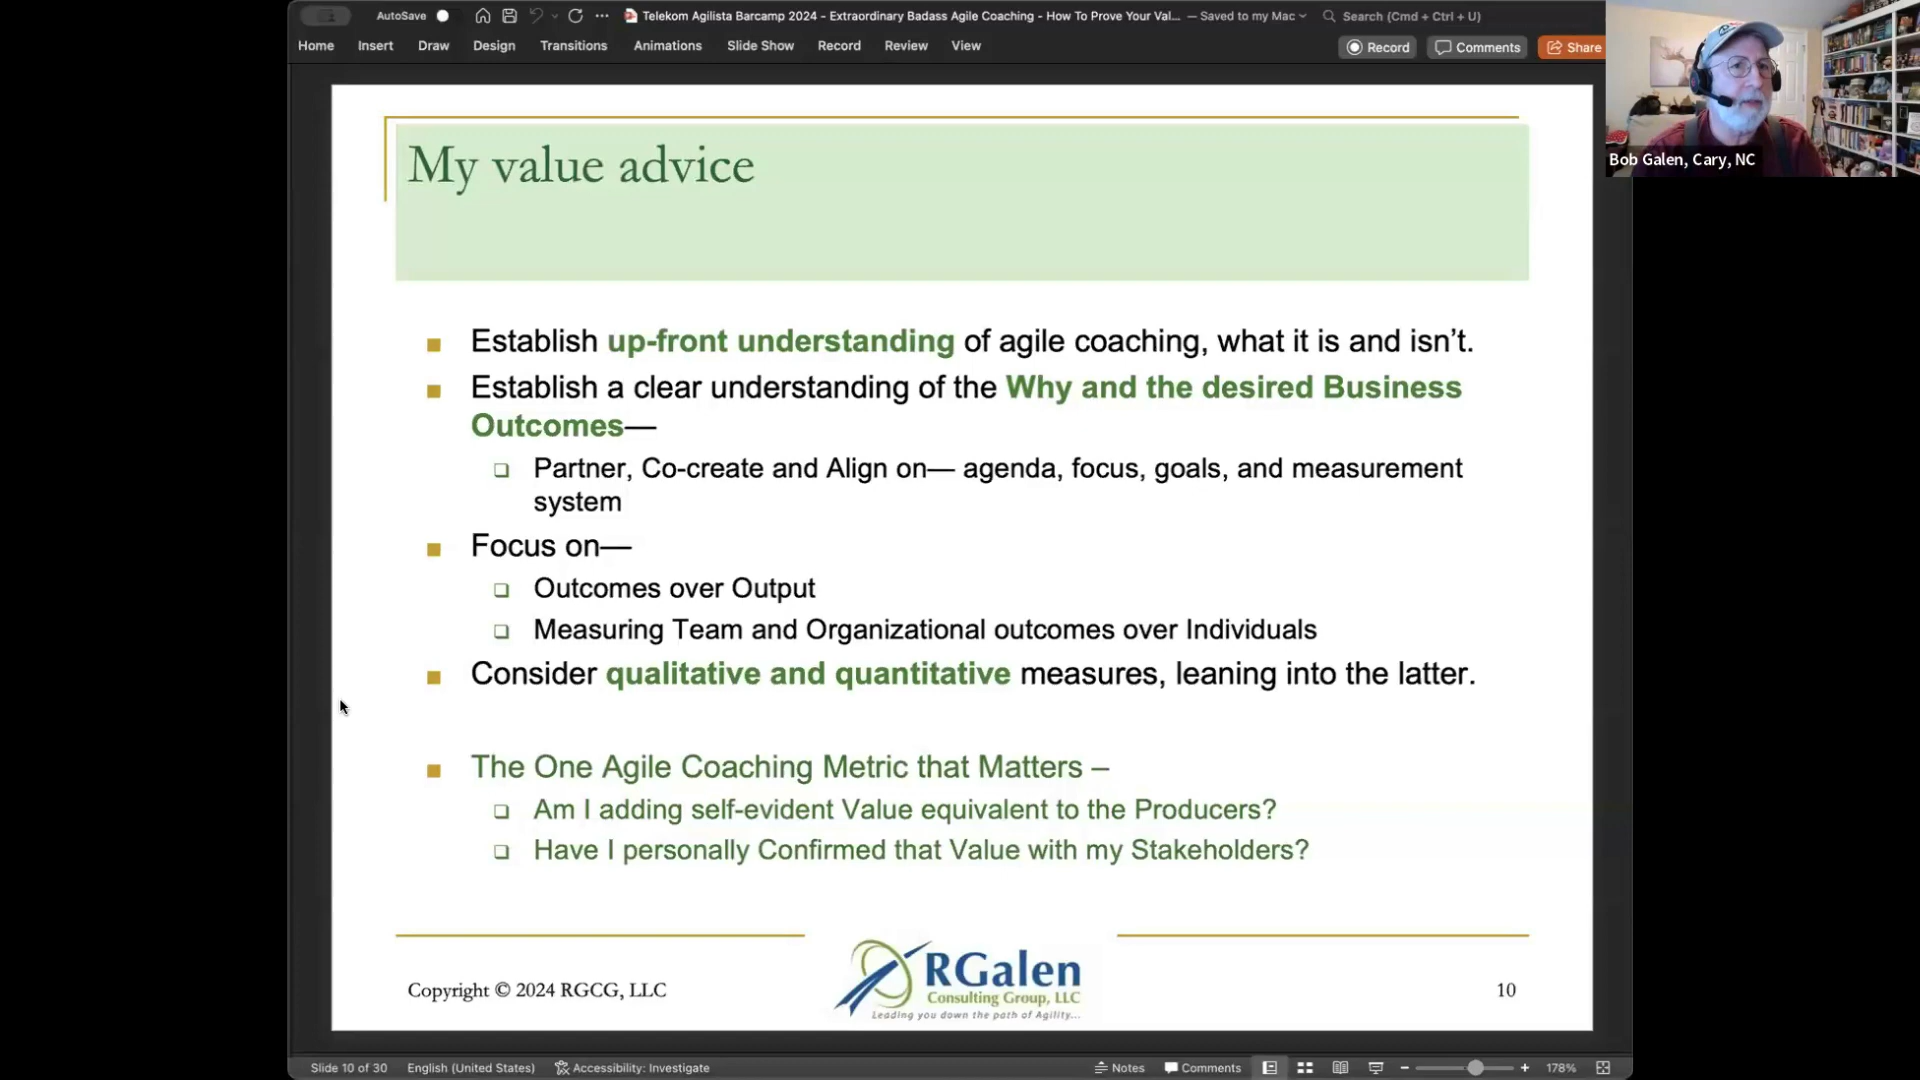 AutoSave
Telekom Agilista Barcamp 2024 - Extraordinary Badass Agile Coaching - How To Prove Your Val... — Saved to my Mac
Search (Cmd + Ctrl + U)
Home Insert Draw Design Transitions Animations Slide Show Record Review View
Record Comments Share
Bob Galen, Cary, NC
My value advice
Establish up-front understanding of agile coaching, what it is and isn’t.
Establish a clear understanding of the Why and the desired Business
Outcomes—
Partner, Co-create and Align on— agenda, focus, goals, and measurement
system
Focus on—
Outcomes over Output
Measuring Team and Organizational outcomes over Individuals
Consider qualitative and quantitative measures, leaning into the latter.
The One Agile Coaching Metric that Matters –
Am I adding self-evident Value equivalent to the Producers?
Have I personally Confirmed that Value with my Stakeholders?
Copyright © 2024 RGCG, LLC
RGalen
Consulting Group, LLC
Leading you down the path of Agility...
10
Slide 10 of 30 English (United States) Accessibility: Investigate Notes Comments 178%